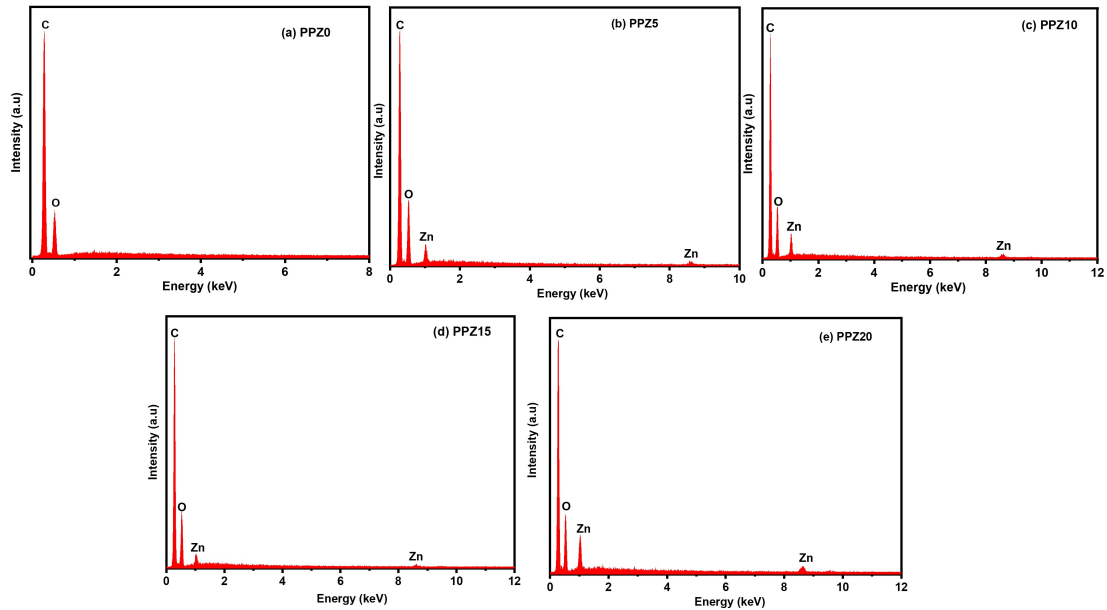 (a) PPZ0
C
O
Intensity (a.u)
0 2 4 6 8
Energy (keV)
(b) PPZ5
C
O
Zn
Zn
Intensity (a.u)
0 2 4 6 8 10
Energy (keV)
(c) PPZ10
C
O
Zn
Zn
Intensity (a.u)
0 2 4 6 8 10 12
Energy (keV)
(d) PPZ15
C
O
Zn
Zn
Intensity (a.u)
0 2 4 6 8 10 12
Energy (keV)
(e) PPZ20
C
O
Zn
Zn
Intensity (a.u)
0 2 4 6 8 10 12
Energy (keV)